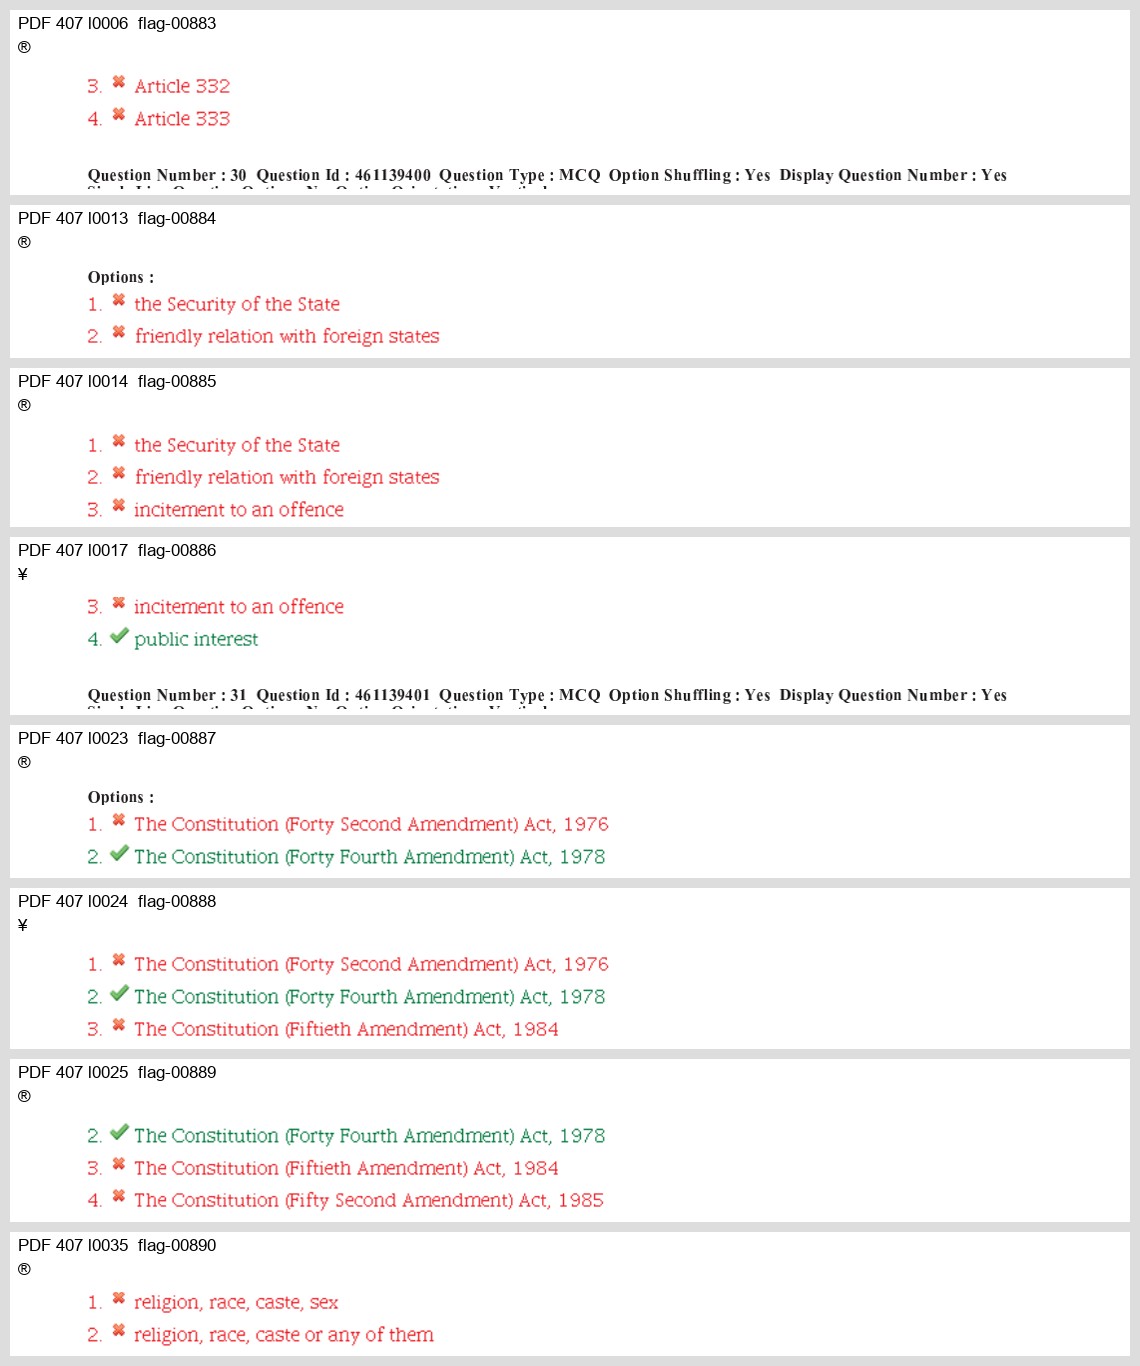 PDF 407 l0006 flag-00883
®
3. Article 332
4. Article 333
Question Number : 30 Question Id : 461139400 Question Type : MCQ Option Shuffling : Yes Display Question Number : Yes
PDF 407 l0013 flag-00884
®
Options :
1. the Security of the State
2. friendly relation with foreign states
PDF 407 l0014 flag-00885
®
1. the Security of the State
2. friendly relation with foreign states
3. incitement to an offence
PDF 407 l0017 flag-00886
¥
3. incitement to an offence
4. public interest
Question Number : 31 Question Id : 461139401 Question Type : MCQ Option Shuffling : Yes Display Question Number : Yes
PDF 407 l0023 flag-00887
®
Options :
1. The Constitution (Forty Second Amendment) Act, 1976
2. The Constitution (Forty Fourth Amendment) Act, 1978
PDF 407 l0024 flag-00888
¥
1. The Constitution (Forty Second Amendment) Act, 1976
2. The Constitution (Forty Fourth Amendment) Act, 1978
3. The Constitution (Fiftieth Amendment) Act, 1984
PDF 407 l0025 flag-00889
®
2. The Constitution (Forty Fourth Amendment) Act, 1978
3. The Constitution (Fiftieth Amendment) Act, 1984
4. The Constitution (Fifty Second Amendment) Act, 1985
PDF 407 l0035 flag-00890
®
1. religion, race, caste, sex
2. religion, race, caste or any of them